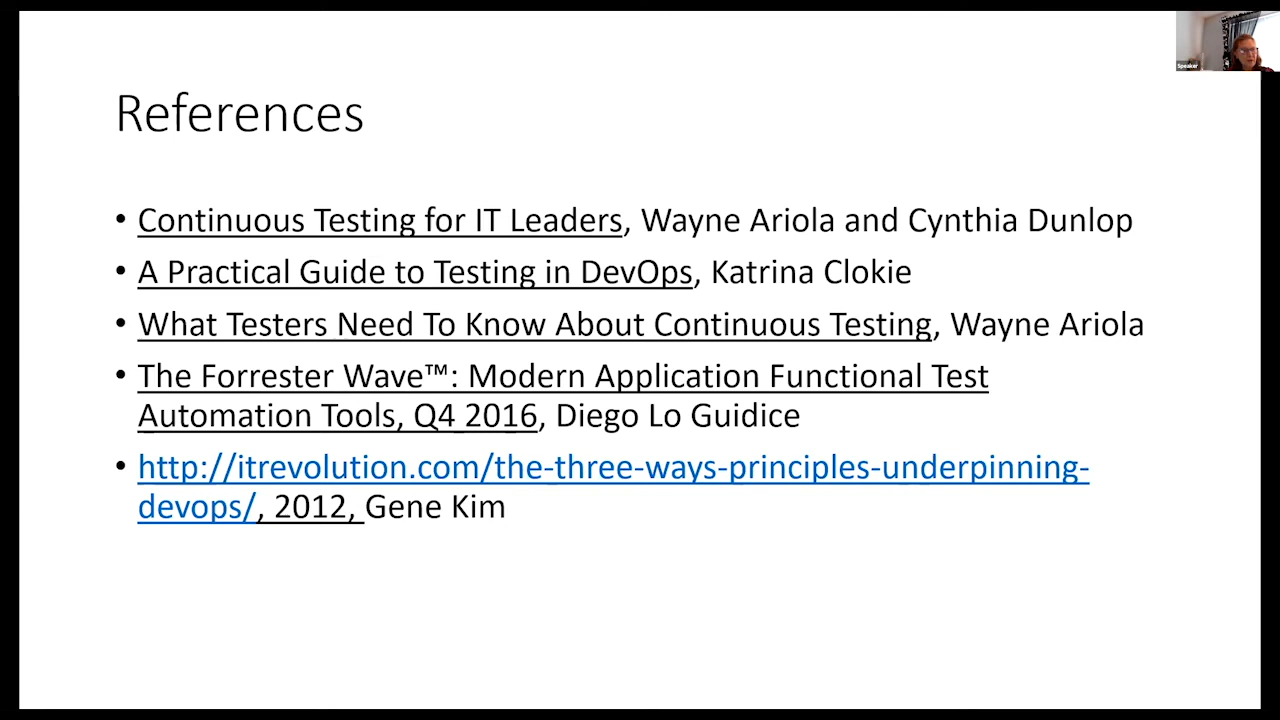 Speaker
References
• Continuous Testing for IT Leaders, Wayne Ariola and Cynthia Dunlop
• A Practical Guide to Testing in DevOps, Katrina Clokie
• What Testers Need To Know About Continuous Testing, Wayne Ariola
• The Forrester Wave™: Modern Application Functional Test
Automation Tools, Q4 2016, Diego Lo Guidice
• http://itrevolution.com/the-three-ways-principles-underpinning-
devops/, 2012, Gene Kim